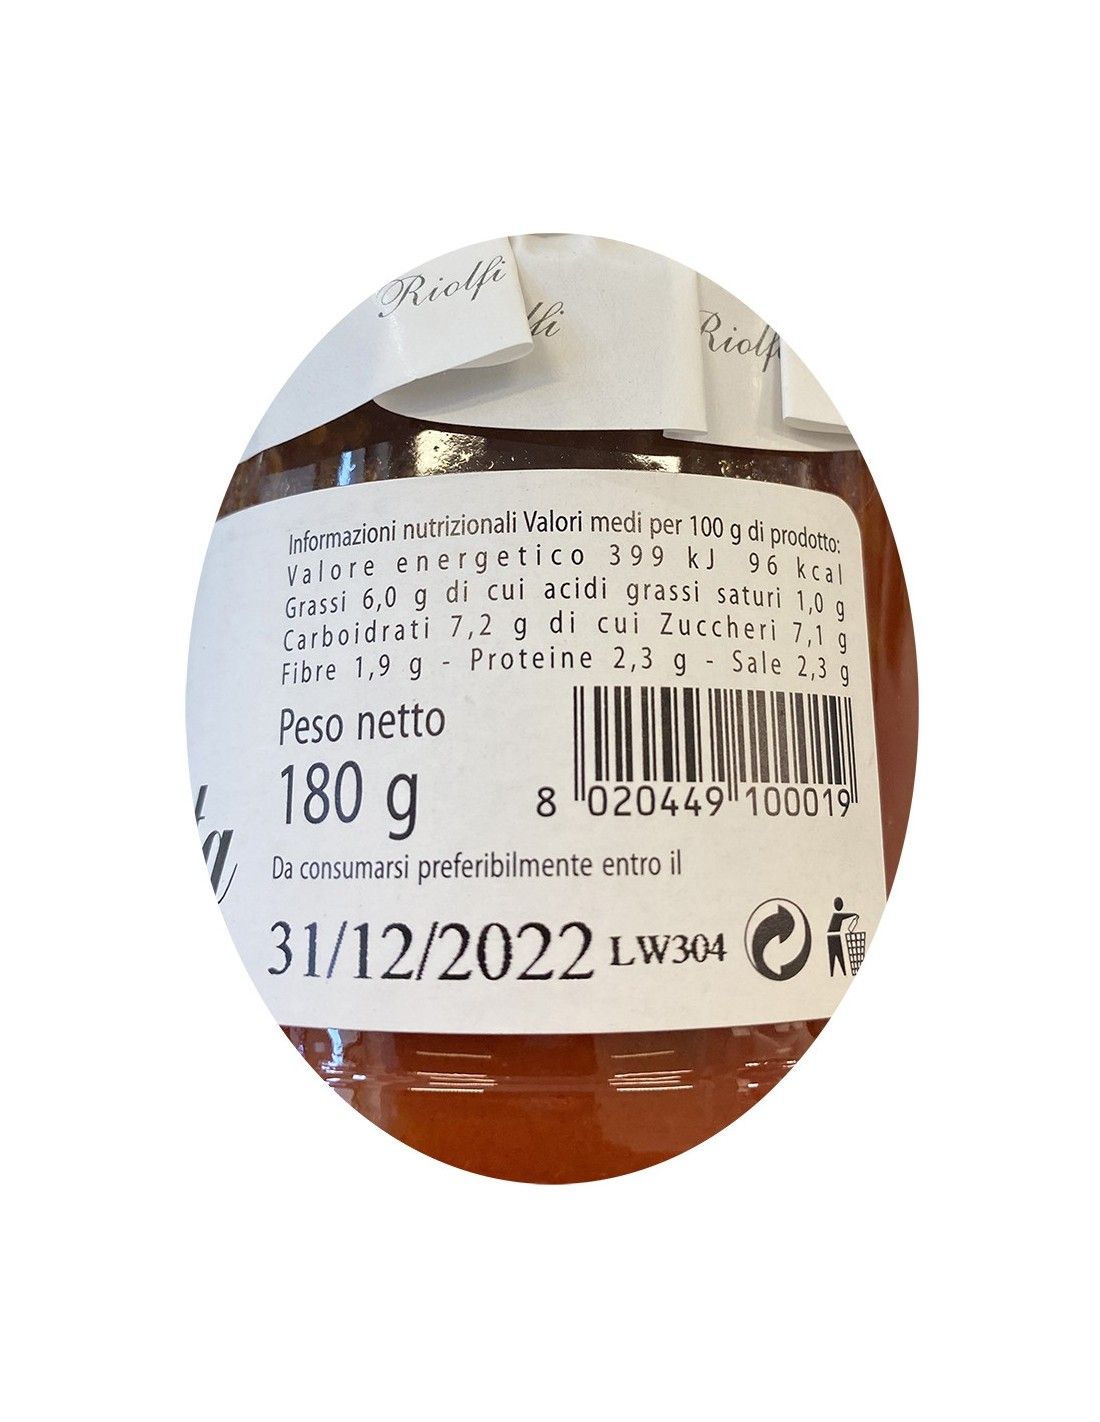 Riolfi
lfi
Riolf
Informazioni nutrizionali Valori medi per 100 g di prodotto:
Valore energetico 399 kJ 96 kcal
Grassi 6,0 g di cui acidi grassi saturi 1,0 g
Carboidrati 7,2 g di cui Zuccheri 7,1 g
Fibre 1,9 g - Proteine 2,3 g - Sale 2,3 g
Peso netto
180 g
8 020449 100019
ta
Da consumarsi preferibilmente entro il
31/12/2022 LW304